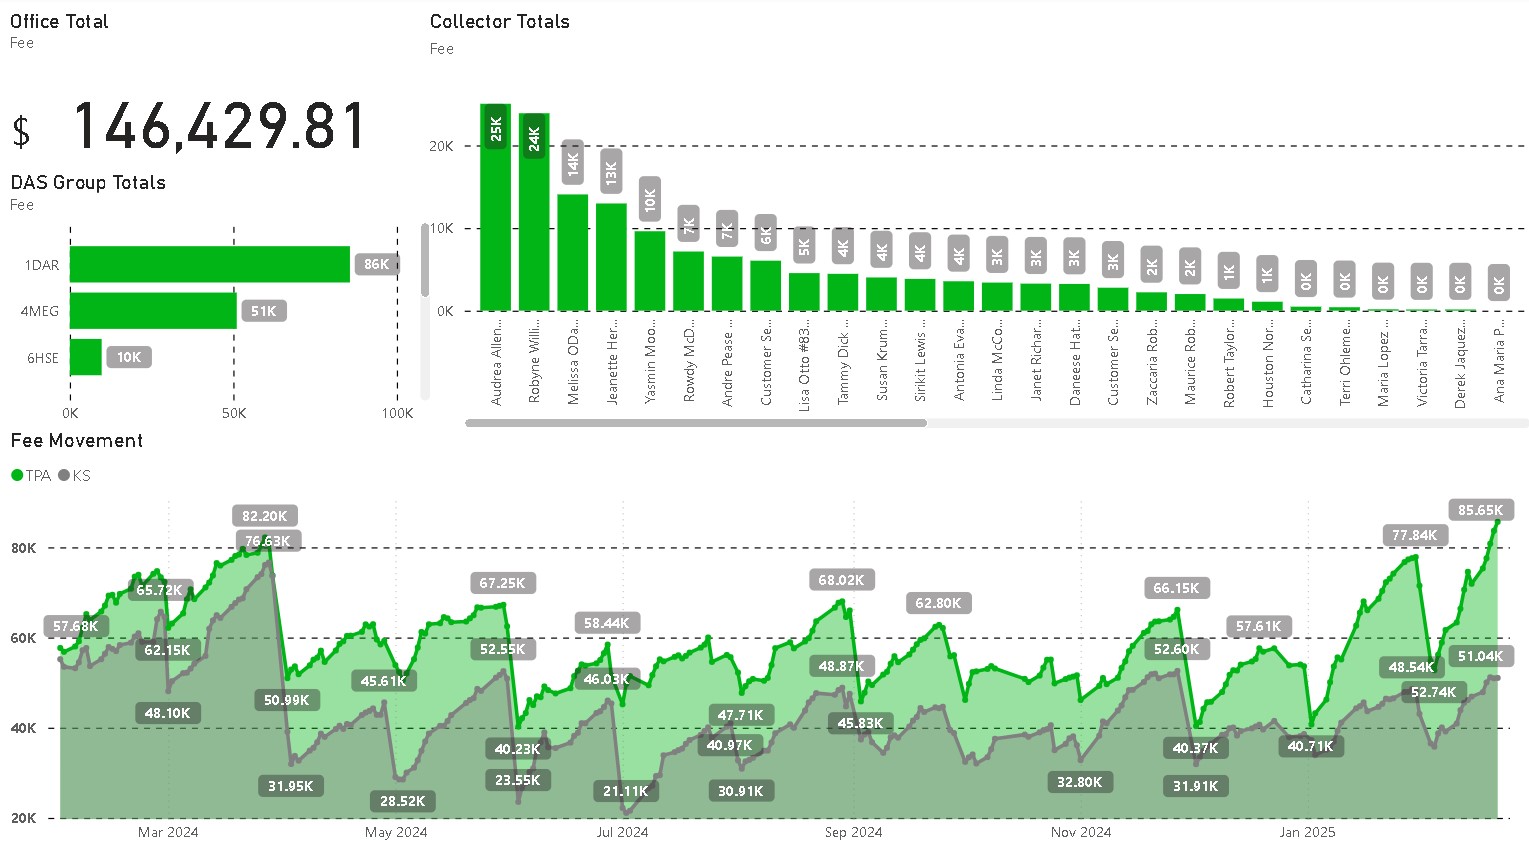 Office Total
Fee
$ 146,429.81
DAS Group Totals
Fee
1DAR 86K
4MEG 51K
6HSE 10K
0K 50K 100K
Collector Totals
Fee
20K
10K
0K
25K 24K 14K 13K 10K 7K 7K 6K 5K 4K 4K 4K 4K 3K 3K 3K 3K 2K 2K 1K 1K 0K 0K 0K 0K 0K 0K
Audrea Allen...
Robyne Willi...
Melissa ODa...
Jeanette Her...
Yasmin Moo...
Rowdy McD...
Andre Pease ...
Customer Se...
Lisa Otto #83...
Tammy Dick ...
Susan Krum...
Sirikit Lewis ...
Antonia Eva...
Linda McCo...
Janet Richar...
Daneese Hat...
Customer Se...
Zaccaria Rob...
Maurice Rob...
Robert Taylor...
Houston Nor...
Catharina Se...
Terri Ohleme...
Maria Lopez ...
Victoria Tarra...
Derek Jaquez...
Ana Maria P...
Fee Movement
TPA KS
80K
60K
40K
20K
57.68K
65.72K
62.15K
48.10K
82.20K
76.63K
50.99K
31.95K
45.61K
28.52K
67.25K
52.55K
40.23K
23.55K
58.44K
46.03K
21.11K
47.71K
40.97K
30.91K
68.02K
48.87K
45.83K
62.80K
32.80K
66.15K
52.60K
40.37K
31.91K
57.61K
40.71K
77.84K
48.54K
52.74K
85.65K
51.04K
Mar 2024 May 2024 Jul 2024 Sep 2024 Nov 2024 Jan 2025